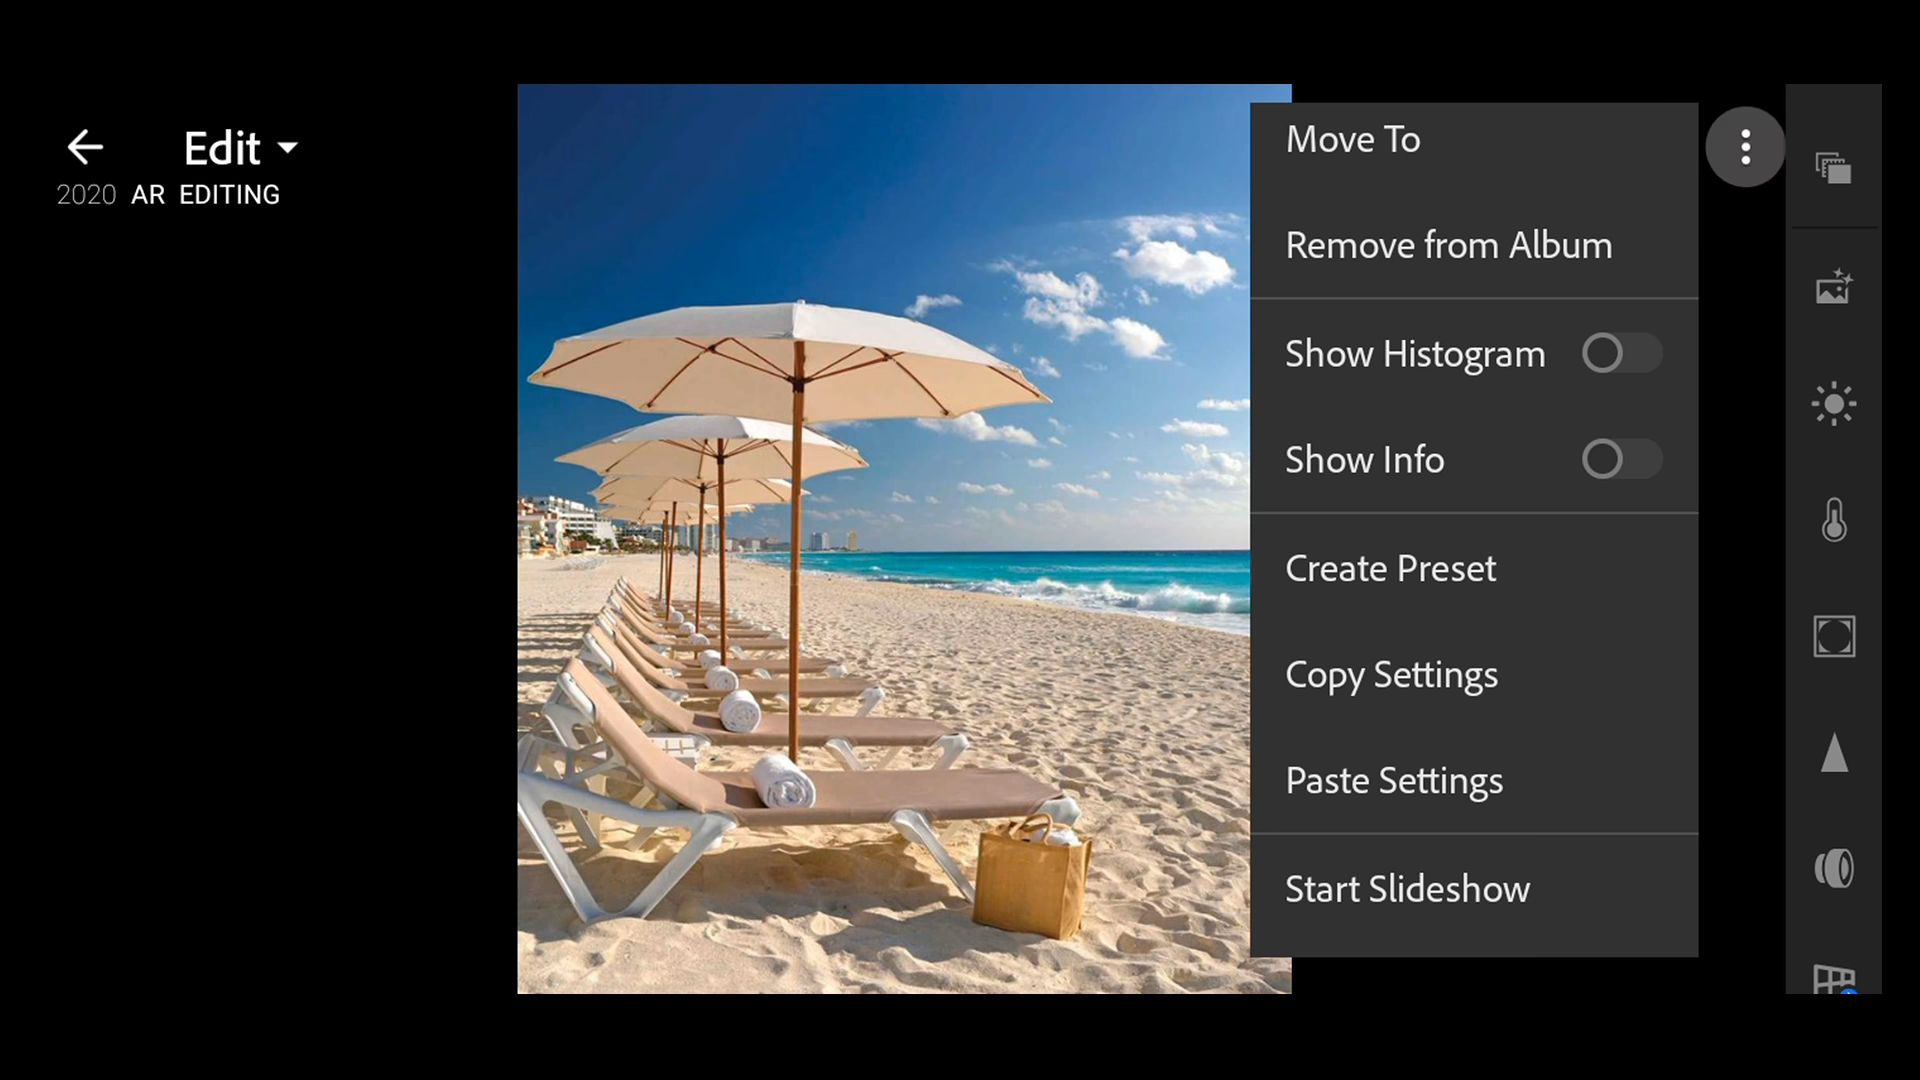 Edit
2020 AR EDITING
Move To
Remove from Album
Show Histogram
Show Info
Create Preset
Copy Settings
Paste Settings
Start Slideshow